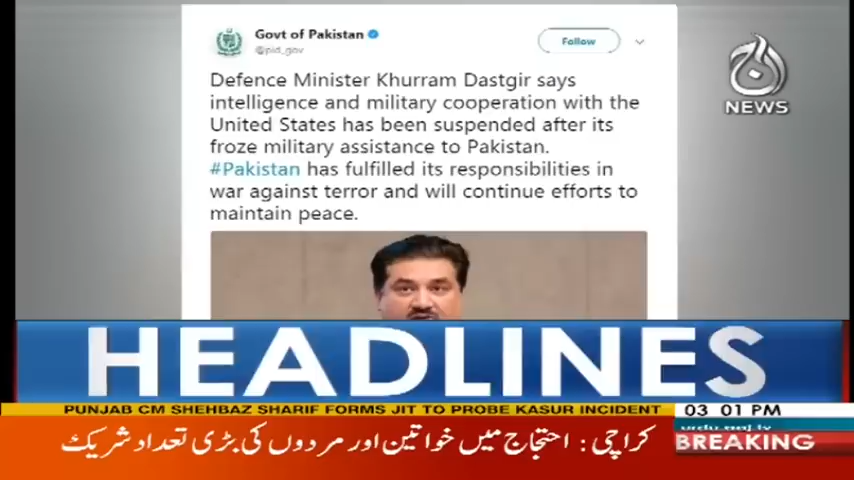 Govt of Pakistan
@pid_gov
Follow
Defence Minister Khurram Dastgir says
intelligence and military cooperation with the
United States has been suspended after its
froze military assistance to Pakistan.
#Pakistan has fulfilled its responsibilities in
war against terror and will continue efforts to
maintain peace.
NEWS
HEADLINES
PUNJAB CM SHEHBAZ SHARIF FORMS JIT TO PROBE KASUR INCIDENT
03 01 PM
urdu.aaj.tv
BREAKING
کراچی : احتجاج میں خواتین اور مردوں کی بڑی تعداد شریک